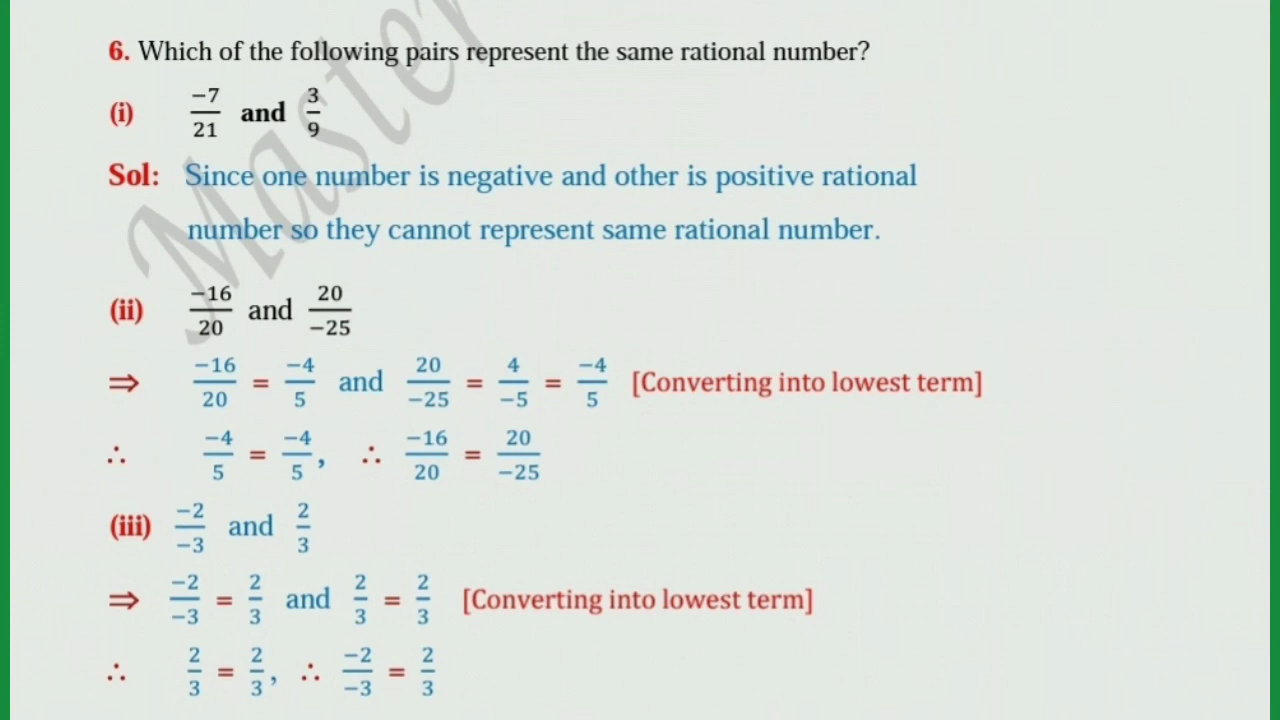 6. Which of the following pairs represent the same rational number?
(i) −7/21 and 3/9
Sol: Since one number is negative and other is positive rational
number so they cannot represent same rational number.
(ii) −16/20 and 20/−25
⇒ −16/20 = −4/5 and 20/−25 = 4/−5 = −4/5 [Converting into lowest term]
∴ −4/5 = −4/5, ∴ −16/20 = 20/−25
(iii) −2/−3 and 2/3
⇒ −2/−3 = 2/3 and 2/3 = 2/3 [Converting into lowest term]
∴ 2/3 = 2/3, ∴ −2/−3 = 2/3
Master